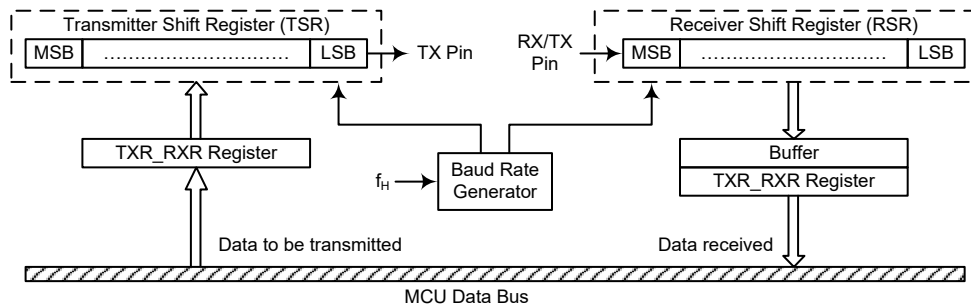 Transmitter Shift Register (TSR)
MSB ………………………… LSB
TX Pin
Receiver Shift Register (RSR)
RX/TX
Pin
MSB ………………………… LSB
TXR_RXR Register
fH
Baud Rate
Generator
Buffer
TXR_RXR Register
Data to be transmitted
Data received
MCU Data Bus